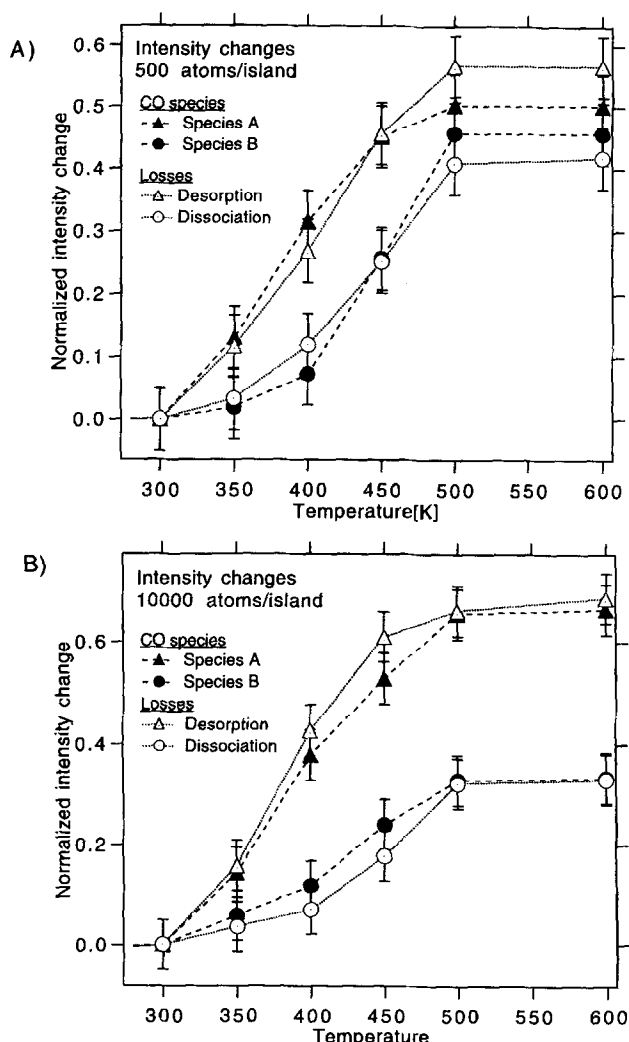 A)
Intensity changes
500 atoms/island
CO species
Species A
Species B
Losses
Desorption
Dissociation
Normalized intensity change
0.6
0.5
0.4
0.3
0.2
0.1
0.0
300 350 400 450 500 550 600
Temperature[K]
B)
Intensity changes
10000 atoms/island
CO species
Species A
Species B
Losses
Desorption
Dissociation
Normalized intensity change
0.6
0.4
0.2
0.0
300 350 400 450 500 550 600
Temperature